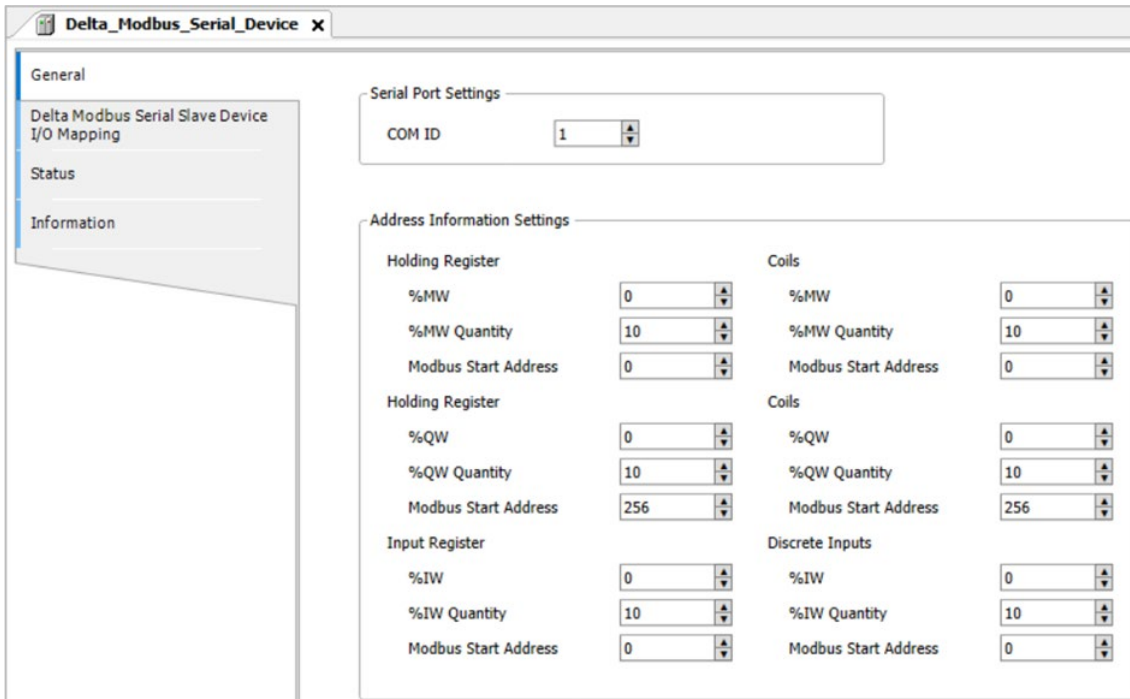 Delta_Modbus_Serial_Device X
General
Delta Modbus Serial Slave Device
I/O Mapping
Status
Information
Serial Port Settings
COM ID 1
Address Information Settings
Holding Register Coils
%MW 0 %MW 0
%MW Quantity 10 %MW Quantity 10
Modbus Start Address 0 Modbus Start Address 0
Holding Register Coils
%QW 0 %QW 0
%QW Quantity 10 %QW Quantity 10
Modbus Start Address 256 Modbus Start Address 256
Input Register Discrete Inputs
%IW 0 %IW 0
%IW Quantity 10 %IW Quantity 10
Modbus Start Address 0 Modbus Start Address 0